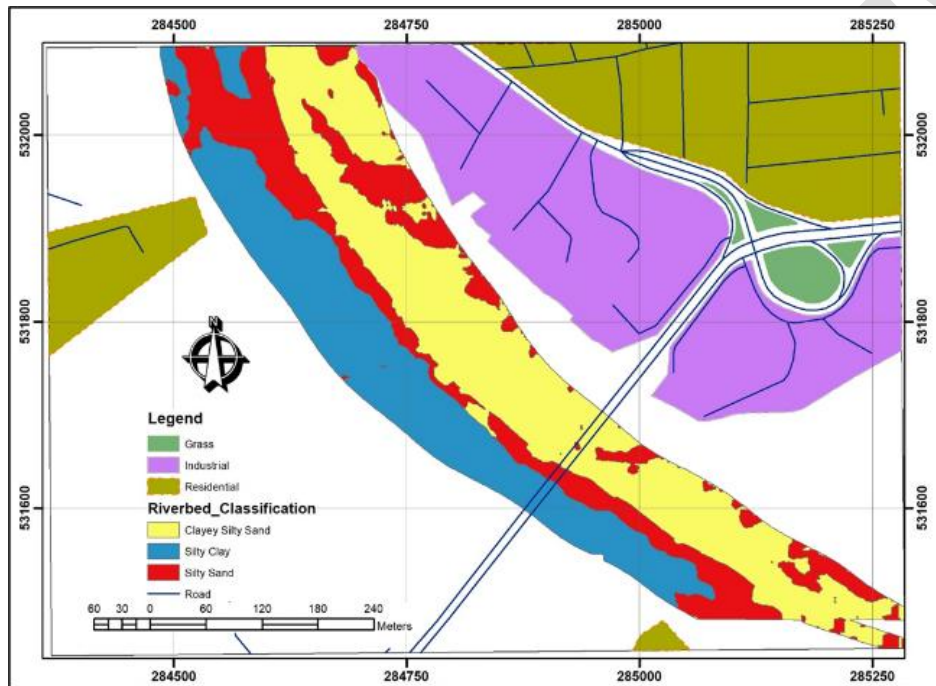 284500 284750 285000 285250
532000 532000
531800 531800
N
Legend
Grass
Industrial
Residential
Riverbed_Classification
531600 531600
Clayey Silty Sand
Silty Clay
Silty Sand
Road
60 30 0 60 120 180 240
Meters
284500 284750 285000 285250